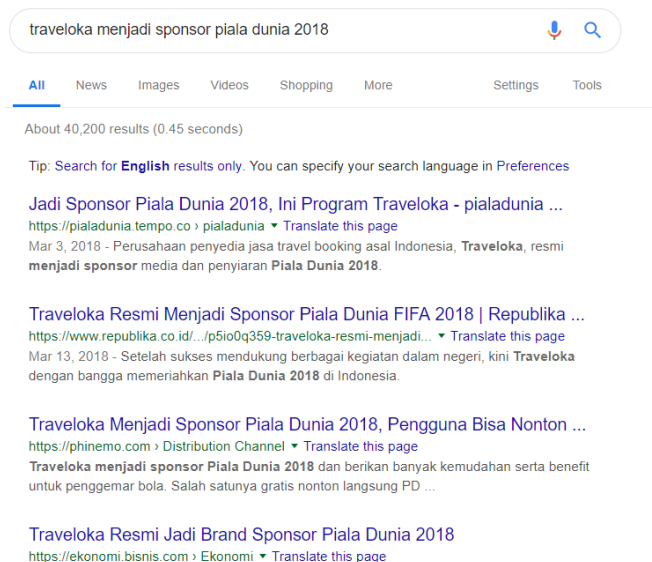 traveloka menjadi sponsor piala dunia 2018
All News Images Videos Shopping More Settings Tools
About 40,200 results (0.45 seconds)
Tip: Search for English results only. You can specify your search language in Preferences
Jadi Sponsor Piala Dunia 2018, Ini Program Traveloka - pialadunia ...
https://pialadunia.tempo.co › pialadunia ▼ Translate this page
Mar 3, 2018 - Perusahaan penyedia jasa travel booking asal Indonesia, Traveloka, resmi
menjadi sponsor media dan penyiaran Piala Dunia 2018.
Traveloka Resmi Menjadi Sponsor Piala Dunia FIFA 2018 | Republika ...
https://www.republika.co.id/.../p5io0q359-traveloka-resmi-menjadi... ▼ Translate this page
Mar 13, 2018 - Setelah sukses mendukung berbagai kegiatan dalam negeri, kini Traveloka
dengan bangga memeriahkan Piala Dunia 2018 di Indonesia.
Traveloka Menjadi Sponsor Piala Dunia 2018, Pengguna Bisa Nonton ...
https://phinemo.com › Distribution Channel ▼ Translate this page
Traveloka menjadi sponsor Piala Dunia 2018 dan berikan banyak kemudahan serta benefit
untuk penggemar bola. Salah satunya gratis nonton langsung PD ...
Traveloka Resmi Jadi Brand Sponsor Piala Dunia 2018
https://ekonomi.bisnis.com › Ekonomi ▼ Translate this page